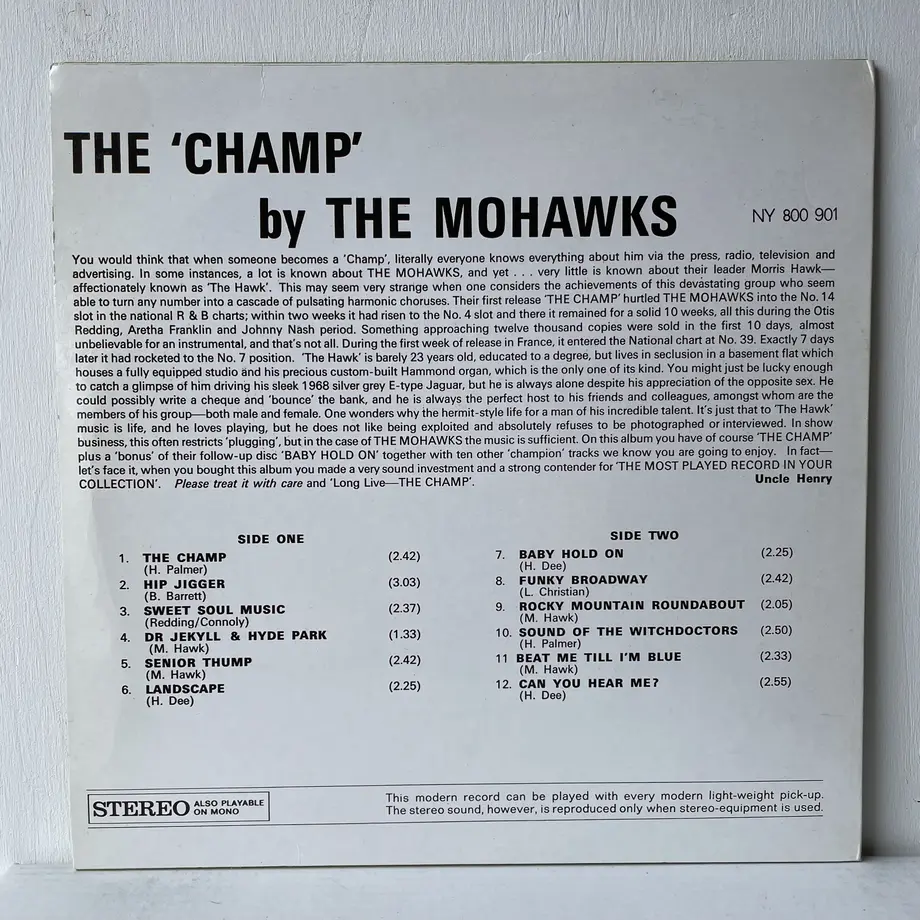 THE 'CHAMP'
by THE MOHAWKS
NY 800 901
You would think that when someone becomes a 'Champ', literally everyone knows everything about him via the press, radio, television and
advertising. In some instances, a lot is known about THE MOHAWKS, and yet . . . very little is known about their leader Morris Hawk—
affectionately known as 'The Hawk'. This may seem very strange when one considers the achievements of this devastating group who seem
able to turn any number into a cascade of pulsating harmonic choruses. Their first release 'THE CHAMP' hurtled THE MOHAWKS into the No. 14
slot in the national R & B charts; within two weeks it had risen to the No. 4 slot and there it remained for a solid 10 weeks, all this during the Otis
Redding, Aretha Franklin and Johnny Nash period. Something approaching twelve thousand copies were sold in the first 10 days, almost
unbelievable for an instrumental, and that's not all. During the first week of release in France, it entered the National chart at No. 39. Exactly 7 days
later it had rocketed to the No. 7 position. 'The Hawk' is barely 23 years old, educated to a degree, but lives in seclusion in a basement flat which
houses a fully equipped studio and his precious custom-built Hammond organ, which is the only one of its kind. You might just be lucky enough
to catch a glimpse of him driving his sleek 1968 silver grey E-type Jaguar, but he is always alone despite his appreciation of the opposite sex. He
could possibly write a cheque and 'bounce' the bank, and he is always the perfect host to his friends and colleagues, amongst whom are the
members of his group—both male and female. One wonders why the hermit-style life for a man of his incredible talent. It's just that to 'The Hawk'
music is life, and he loves playing, but he does not like being exploited and absolutely refuses to be photographed or interviewed. In show
business, this often restricts 'plugging', but in the case of THE MOHAWKS the music is sufficient. On this album you have of course 'THE CHAMP'
plus a 'bonus' of their follow-up disc 'BABY HOLD ON' together with ten other 'champion' tracks we know you are going to enjoy. In fact—
let's face it, when you bought this album you made a very sound investment and a strong contender for 'THE MOST PLAYED RECORD IN YOUR
COLLECTION'. Please treat it with care and 'Long Live—THE CHAMP'. Uncle Henry
SIDE ONE
1. THE CHAMP (2.42)
(H. Palmer)
2. HIP JIGGER (3.03)
(B. Barrett)
3. SWEET SOUL MUSIC (2.37)
(Redding/Connoly)
4. DR JEKYLL & HYDE PARK (1.33)
(M. Hawk)
5. SENIOR THUMP (2.42)
(M. Hawk)
6. LANDSCAPE (2.25)
(H. Dee)
SIDE TWO
7. BABY HOLD ON (2.25)
(H. Dee)
8. FUNKY BROADWAY (2.42)
(L. Christian)
9. ROCKY MOUNTAIN ROUNDABOUT (2.05)
(M. Hawk)
10. SOUND OF THE WITCHDOCTORS (2.50)
(H. Palmer)
11 BEAT ME TILL I'M BLUE (2.33)
(M. Hawk)
12. CAN YOU HEAR ME? (2.55)
(H. Dee)
STEREO ALSO PLAYABLE
ON MONO
This modern record can be played with every modern light-weight pick-up.
The stereo sound, however, is reproduced only when stereo-equipment is used.